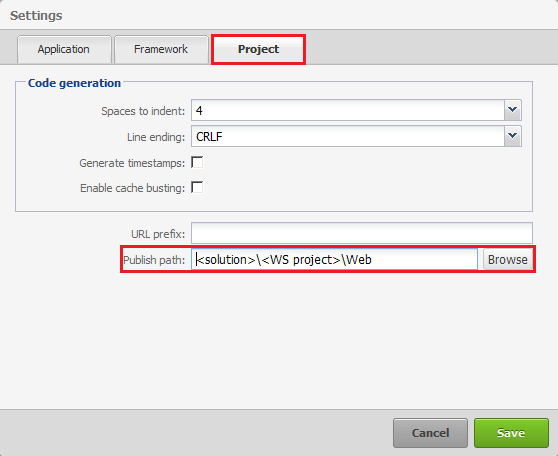 Settings
Application Framework Project
Code generation
Spaces to indent: 4
Line ending: CRLF
Generate timestamps:
Enable cache busting:
URL prefix:
Publish path: <solution>\<WS project>\Web Browse
Cancel Save